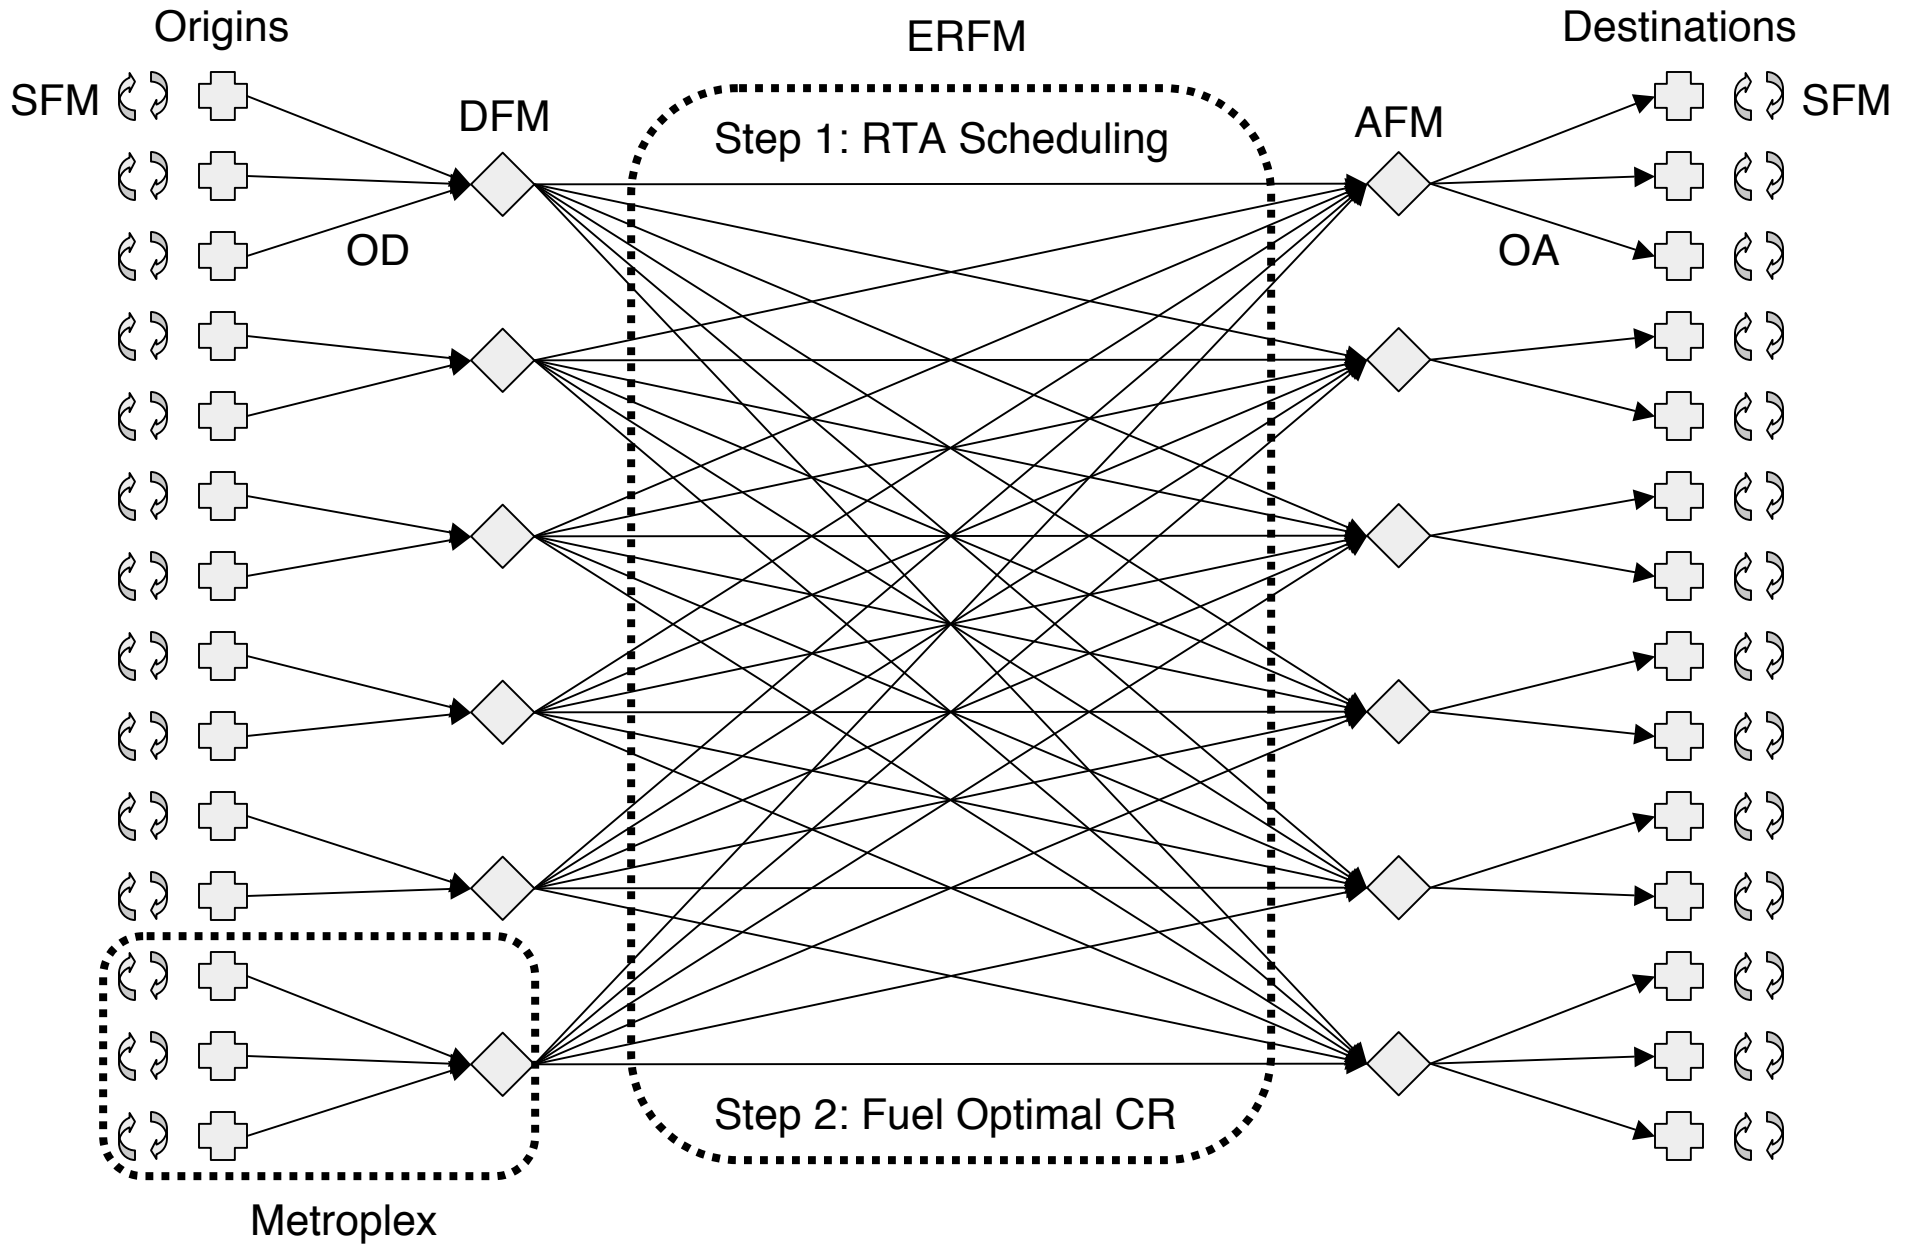 Origins
ERFM
Destinations
SFM
DFM
Step 1: RTA Scheduling
AFM
SFM
OD
OA
Step 2: Fuel Optimal CR
Metroplex